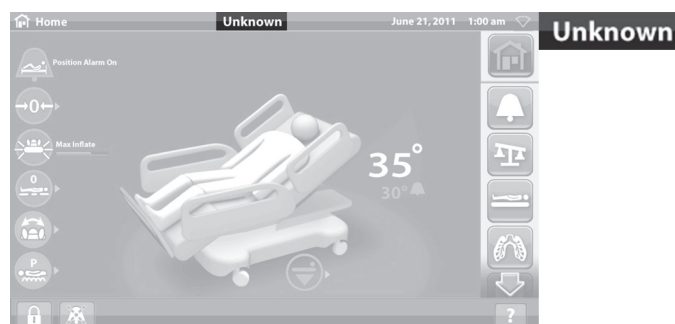 Home Unknown June 21, 2011 1:00 am
Unknown
Position Alarm On
→0←
Max Inflate
35°
30°
0
P
?